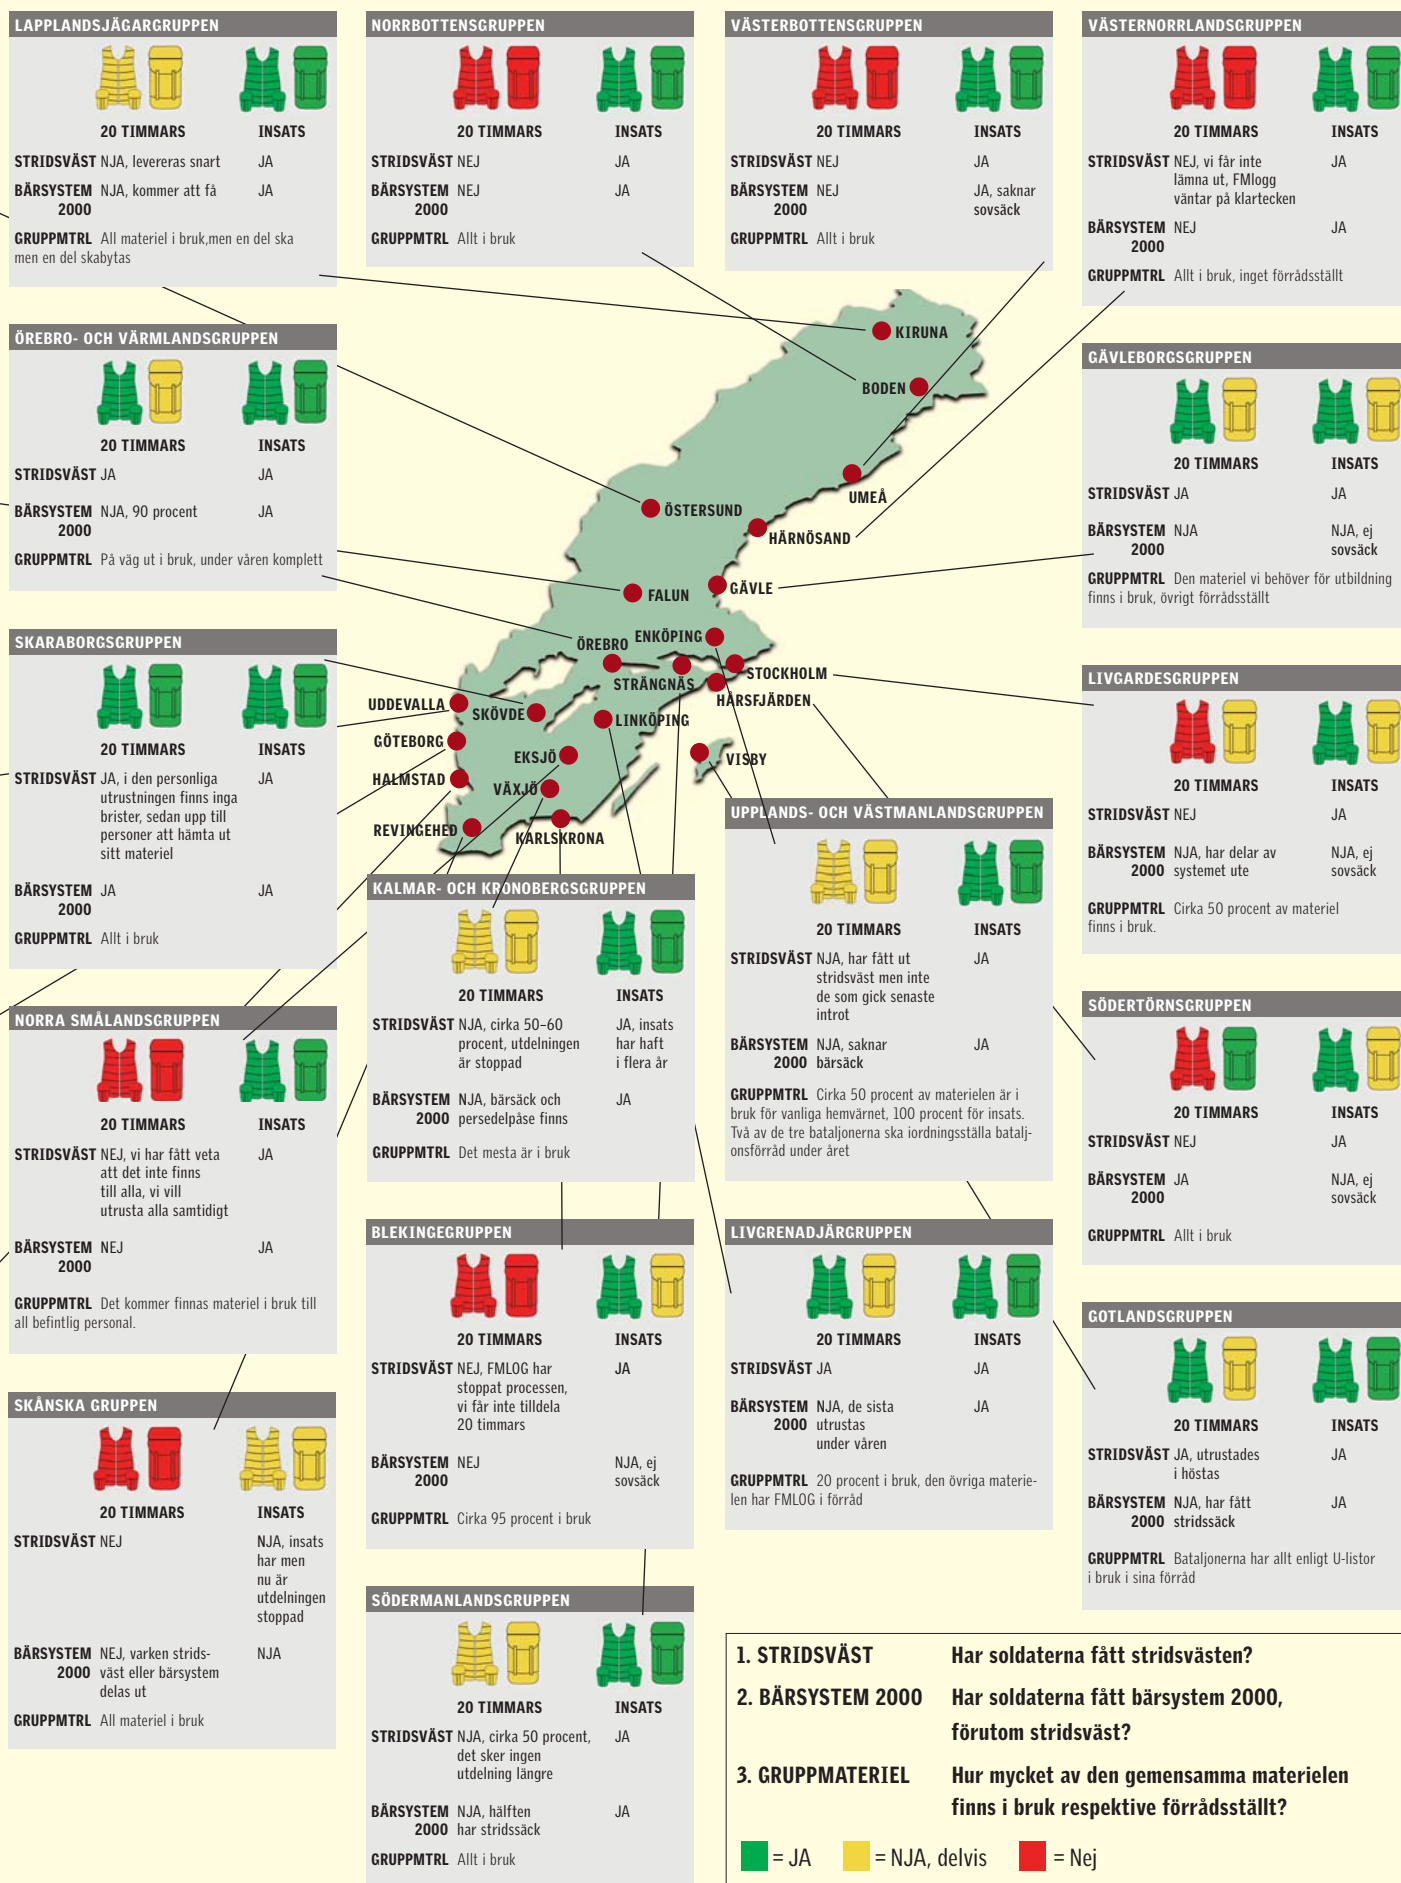 LAPPLANDSJÄGARGRUPPEN
20 TIMMARS INSATS
STRIDSVÄST NJA, levereras snart JA
BÄRSYSTEM NJA, kommer att få JA
2000
GRUPPMTRL All materiel i bruk,men en del ska
men en del skabytas
NORRBOTTENSGRUPPEN
20 TIMMARS INSATS
STRIDSVÄST NEJ JA
BÄRSYSTEM NEJ JA
2000
GRUPPMTRL Allt i bruk
VÄSTERBOTTENSGRUPPEN
20 TIMMARS INSATS
STRIDSVÄST NEJ JA
BÄRSYSTEM NEJ JA, saknar
2000 sovsäck
GRUPPMTRL Allt i bruk
VÄSTERNORRLANDSGRUPPEN
20 TIMMARS INSATS
STRIDSVÄST NEJ, vi får inte JA
lämna ut, FMlogg
väntar på klartecken
BÄRSYSTEM NEJ JA
2000
GRUPPMTRL Allt i bruk, inget förrådsställt
ÖREBRO- OCH VÄRMLANDSGRUPPEN
20 TIMMARS INSATS
STRIDSVÄST JA JA
BÄRSYSTEM NJA, 90 procent JA
2000
GRUPPMTRL På väg ut i bruk, under våren komplett
KIRUNA
BODEN
UMEÅ
ÖSTERSUND
HÄRNÖSAND
FALUN
GÄVLE
ÖREBRO
ENKÖPING
STRÄNGNÄS
STOCKHOLM
HÅRSFJÄRDEN
UDDEVALLA
SKÖVDE
LINKÖPING
GÖTEBORG
EKSJÖ
VISBY
HALMSTAD
VÄXJÖ
REVINGEHED
KARLSKRONA
GÄVLEBORGSGRUPPEN
20 TIMMARS INSATS
STRIDSVÄST JA JA
BÄRSYSTEM NJA NJA, ej
2000 sovsäck
GRUPPMTRL Den materiel vi behöver för utbildning
finns i bruk, övrigt förrådsställt
SKARABORGSGRUPPEN
20 TIMMARS INSATS
STRIDSVÄST JA, i den personliga JA
utrustningen finns inga
brister, sedan upp till
personer att hämta ut
sitt materiel
BÄRSYSTEM JA JA
2000
GRUPPMTRL Allt i bruk
LIVGARDESGRUPPEN
20 TIMMARS INSATS
STRIDSVÄST NEJ JA
BÄRSYSTEM NJA, har delar av NJA, ej
2000 systemet ute sovsäck
GRUPPMTRL Cirka 50 procent av materiel
finns i bruk.
UPPLANDS- OCH VÄSTMANLANDSGRUPPEN
20 TIMMARS INSATS
STRIDSVÄST NJA, har fått ut JA
stridsväst men inte
de som gick senaste
introt
BÄRSYSTEM NJA, saknar JA
2000 bärsäck
GRUPPMTRL Cirka 50 procent av materielen är i
bruk för vanliga hemvärnet, 100 procent för insats.
Två av de tre bataljonerna ska iordningsställa batalj-
onsförråd under året
KALMAR- OCH KRONOBERGSGRUPPEN
20 TIMMARS INSATS
STRIDSVÄST NJA, cirka 50–60 JA, insats
procent, utdelningen har haft
är stoppad i flera år
BÄRSYSTEM NJA, bärsäck och JA
2000 persedelpåse finns
GRUPPMTRL Det mesta är i bruk
NORRA SMÅLANDSGRUPPEN
20 TIMMARS INSATS
STRIDSVÄST NEJ, vi har fått veta JA
att det inte finns
till alla, vi vill
utrusta alla samtidigt
BÄRSYSTEM NEJ JA
2000
GRUPPMTRL Det kommer finnas materiel i bruk till
all befintlig personal.
SÖDERTÖRNSGRUPPEN
20 TIMMARS INSATS
STRIDSVÄST NEJ JA
BÄRSYSTEM JA NJA, ej
2000 sovsäck
GRUPPMTRL Allt i bruk
BLEKINGEGRUPPEN
20 TIMMARS INSATS
STRIDSVÄST NEJ, FMLOG har JA
stoppat processen,
vi får inte tilldela
20 timmars
BÄRSYSTEM NEJ NJA, ej
2000 sovsäck
GRUPPMTRL Cirka 95 procent i bruk
LIVGRENADJÄRGRUPPEN
20 TIMMARS INSATS
STRIDSVÄST JA JA
BÄRSYSTEM NJA, de sista JA
2000 utrustas
under våren
GRUPPMTRL 20 procent i bruk, den övriga materie-
len har FMLOG i förråd
GOTLANDSGRUPPEN
20 TIMMARS INSATS
STRIDSVÄST JA, utrustades JA
i höstas
BÄRSYSTEM NJA, har fått JA
2000 stridssäck
GRUPPMTRL Bataljonerna har allt enligt U-listor
i bruk i sina förråd
SKÅNSKA GRUPPEN
20 TIMMARS INSATS
STRIDSVÄST NEJ NJA, insats
har men
nu är
utdelningen
stoppad
BÄRSYSTEM NEJ, varken strids- NJA
2000 väst eller bärsystem
delas ut
GRUPPMTRL All materiel i bruk
SÖDERMANLANDSGRUPPEN
20 TIMMARS INSATS
STRIDSVÄST NJA, cirka 50 procent, JA
det sker ingen
utdelning längre
BÄRSYSTEM NJA, hälften JA
2000 har stridssäck
GRUPPMTRL Allt i bruk
1. STRIDSVÄST Har soldaterna fått stridsvästen?
2. BÄRSYSTEM 2000 Har soldaterna fått bärsystem 2000,
förutom stridsväst?
3. GRUPPMATERIEL Hur mycket av den gemensamma materielen
finns i bruk respektive förrådsställt?
= JA = NJA, delvis = Nej